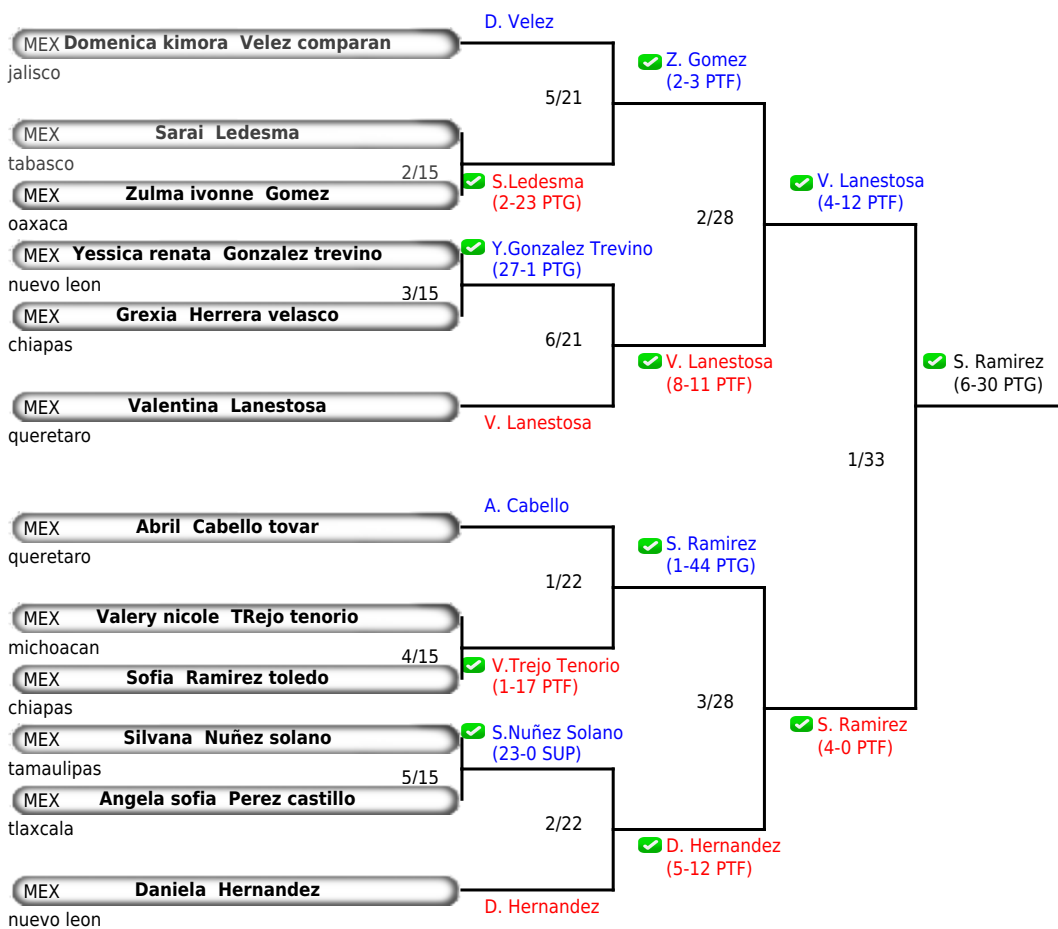 D. Velez
MEX Domenica kimora Velez comparan
jalisco
Z. Gomez
(2-3 PTF)
5/21
MEX Sarai Ledesma
tabasco
2/15
S.Ledesma
(2-23 PTG)
MEX Zulma ivonne Gomez
oaxaca
V. Lanestosa
(4-12 PTF)
2/28
MEX Yessica renata Gonzalez trevino
nuevo leon
Y.Gonzalez Trevino
(27-1 PTG)
3/15
MEX Grexia Herrera velasco
chiapas
6/21
V. Lanestosa
(8-11 PTF)
S. Ramirez
(6-30 PTG)
MEX Valentina Lanestosa
queretaro
V. Lanestosa
1/33
A. Cabello
MEX Abril Cabello tovar
queretaro
S. Ramirez
(1-44 PTG)
1/22
MEX Valery nicole TRejo tenorio
michoacan
4/15
V.Trejo Tenorio
(1-17 PTF)
MEX Sofia Ramirez toledo
chiapas
3/28
S. Ramirez
(4-0 PTF)
MEX Silvana Nuñez solano
tamaulipas
S.Nuñez Solano
(23-0 SUP)
5/15
MEX Angela sofia Perez castillo
tlaxcala
2/22
D. Hernandez
(5-12 PTF)
MEX Daniela Hernandez
nuevo leon
D. Hernandez